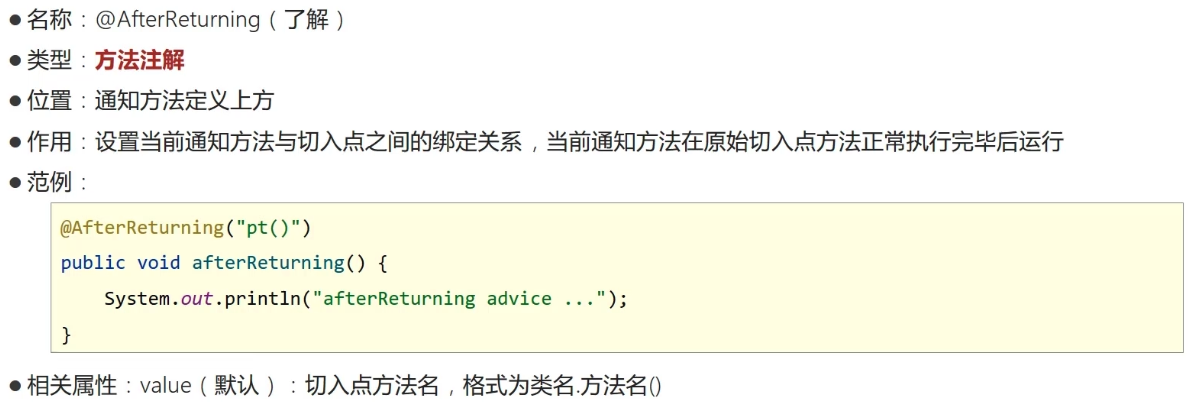 ● 名称：@AfterReturning（了解）
● 类型：方法注解
● 位置：通知方法定义上方
● 作用：设置当前通知方法与切入点之间的绑定关系，当前通知方法在原始切入点方法正常执行完毕后运行
● 范例：
@AfterReturning("pt()")
public void afterReturning() {
    System.out.println("afterReturning advice ...");
}
● 相关属性：value（默认）：切入点方法名，格式为类名.方法名()